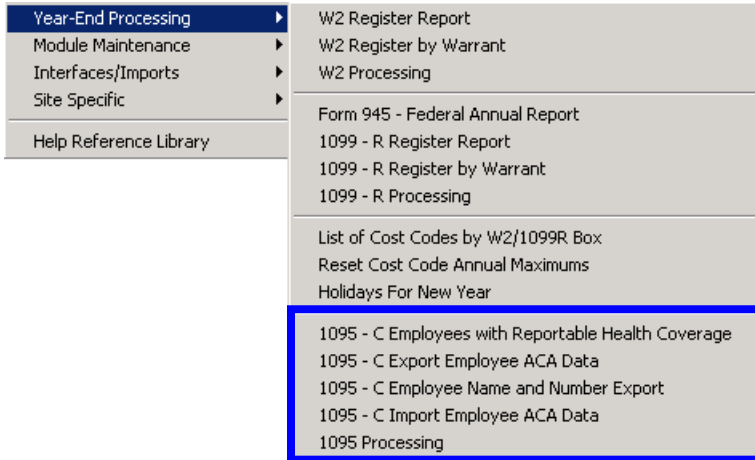 Year-End Processing
Module Maintenance
Interfaces/Imports
Site Specific
Help Reference Library
W2 Register Report
W2 Register by Warrant
W2 Processing
Form 945 - Federal Annual Report
1099 - R Register Report
1099 - R Register by Warrant
1099 - R Processing
List of Cost Codes by W2/1099R Box
Reset Cost Code Annual Maximums
Holidays For New Year
1095 - C Employees with Reportable Health Coverage
1095 - C Export Employee ACA Data
1095 - C Employee Name and Number Export
1095 - C Import Employee ACA Data
1095 Processing